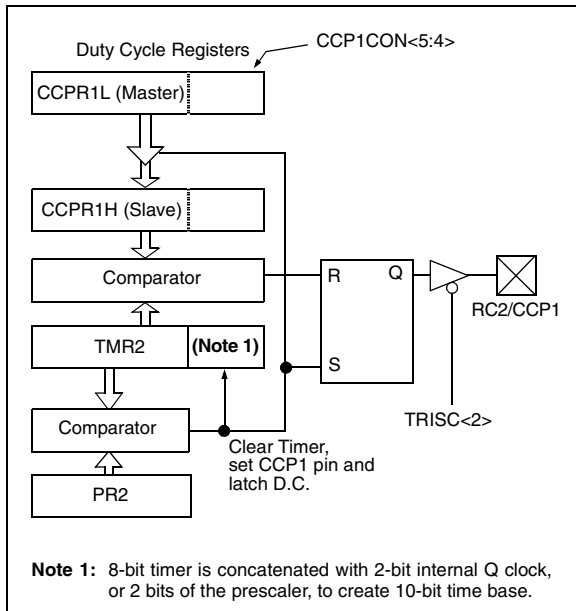 Duty Cycle Registers
CCP1CON<5:4>
CCPR1L (Master)
CCPR1H (Slave)
Comparator
R
Q
RC2/CCP1
TMR2
(Note 1)
S
TRISC<2>
Comparator
Clear Timer,
set CCP1 pin and
latch D.C.
PR2
Note 1: 8-bit timer is concatenated with 2-bit internal Q clock,
or 2 bits of the prescaler, to create 10-bit time base.